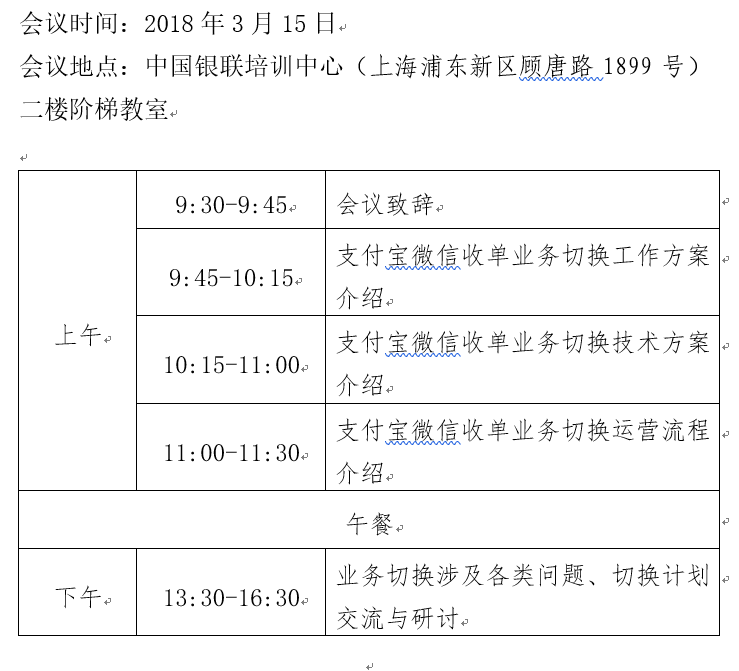 会议时间：2018 年 3 月 15 日
会议地点：中国银联培训中心（上海浦东新区顾唐路 1899 号）
二楼阶梯教室
上午
9:30-9:45
会议致辞
9:45-10:15
支付宝微信收单业务切换工作方案
介绍
10:15-11:00
支付宝微信收单业务切换技术方案
介绍
11:00-11:30
支付宝微信收单业务切换运营流程
介绍
午餐
下午
13:30-16:30
业务切换涉及各类问题、切换计划
交流与研讨